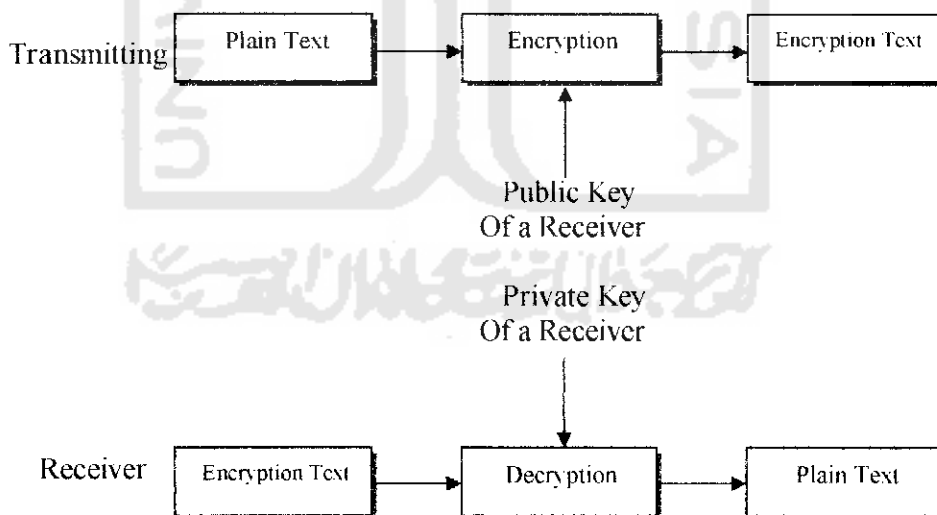 Transmitting
Plain Text
Encryption
Encryption Text
Public Key
Of a Receiver
Private Key
Of a Receiver
Receiver
Encryption Text
Decryption
Plain Text